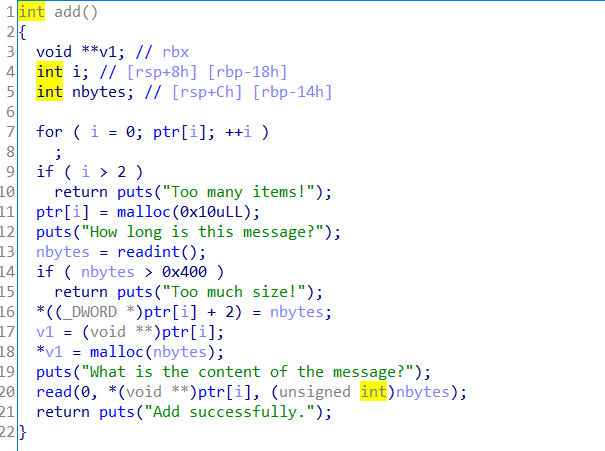 1 int add()
2 {
3 void **v1; // rbx
4 int i; // [rsp+8h] [rbp-18h]
5 int nbytes; // [rsp+Ch] [rbp-14h]
6
7 for ( i = 0; ptr[i]; ++i )
8 ;
9 if ( i > 2 )
10 return puts("Too many items!");
11 ptr[i] = malloc(0x10uLL);
12 puts("How long is this message?");
13 nbytes = readint();
14 if ( nbytes > 0x400 )
15 return puts("Too much size!");
16 *((_DWORD *)ptr[i] + 2) = nbytes;
17 v1 = (void **)ptr[i];
18 *v1 = malloc(nbytes);
19 puts("What is the content of the message?");
20 read(0, *(void **)ptr[i], (unsigned int)nbytes);
21 return puts("Add successfully.");
22 }